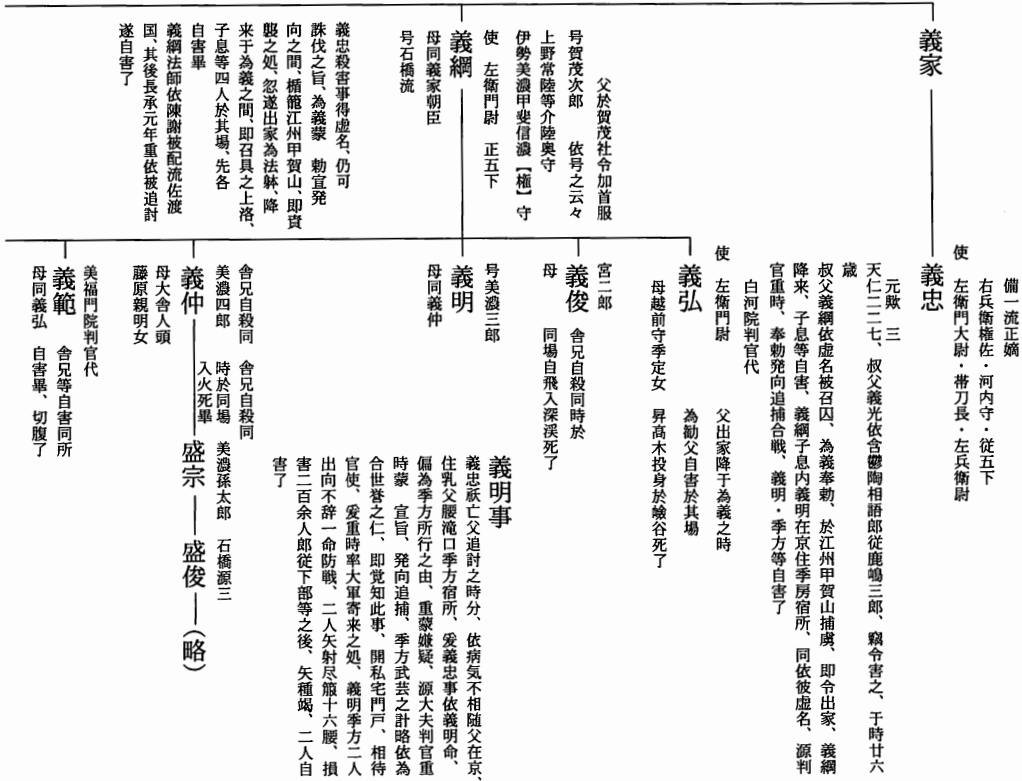 義家
義忠
備一流正嫡
右兵衛権佐・河内守・従五下
使 左衛門大尉・帯刀長・左兵衛尉
元歟 三
天仁二二七、叔父義光依含鬱陶相語郎従鹿嶋三郎、竊令害之、于時廿六
歳
叔父義綱依虚名被召囚、為義奉勅、於江州甲賀山捕虜、即令出家、義綱
降来、子息等自害、義綱子息内義明在京住季房宿所、同依彼虚名、源判
官重時、奉勅発向追捕合戦、義明・季方等自害了
義綱
父於賀茂社令加首服
号賀茂次郎 依号之云々
上野常陸等介陸奥守
伊勢美濃甲斐信濃【権】守
使 左衛門尉 正五下
母同義家朝臣
号石橋流
義忠殺害事得虚名、仍可
誅伐之旨、為義蒙 勅宣発
向之間、楯籠江州甲賀山、即責
襲之処、忽遂出家為法躰、降
来于為義之間、即召具之上洛、
子息等四人於其場、先各
自害畢
義綱法師依陳謝被配流佐渡
国、其後長承元年重依被追討
遂自害了
義弘
白河院判官代
使 左衛門尉 父出家降于為義之時
為勧父自害於其場
母越前守季定女 昇高木投身於嶮谷死了
義俊
宮二郎 舎兄自殺同時於
母 同場自飛入深渓死了
義明
号美濃三郎
母同義仲
義明事
義忠祇亡父追討之時分、依病気不相随父在京、
住乳父腰滝口季方宿所、爰義忠事依義明命、
偏為季方所行之由、重蒙嫌疑、源大夫判官重
時蒙 宣旨、発向追捕、季方武芸之計略依為
合世誉之仁、即覚知此事、開私宅門戸、相待
官使、爰重時率大軍寄来之処、義明季方二人
出向不辞一命防戦、二人矢射尽箙十六腰、損
害二百余人郎従下部等之後、矢種竭、二人自
害了
義仲
舎兄自殺同 舎兄自殺同
美濃四郎 時於同場
入火死畢
母大舎人頭
藤原親明女
盛宗
美濃孫太郎
盛俊
石橋源三
(略)
義範
美福門院判官代
舎兄等自害同所
母同義弘 自害畢、切腹了